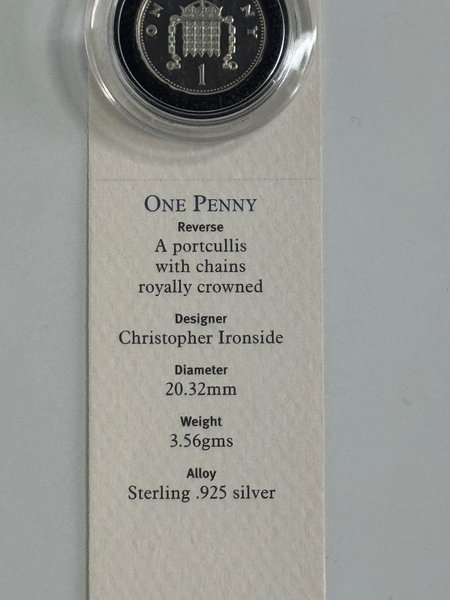 ONE PENNY
1
ONE PENNY
Reverse
A portcullis
with chains
royally crowned
Designer
Christopher Ironside
Diameter
20.32mm
Weight
3.56gms
Alloy
Sterling .925 silver